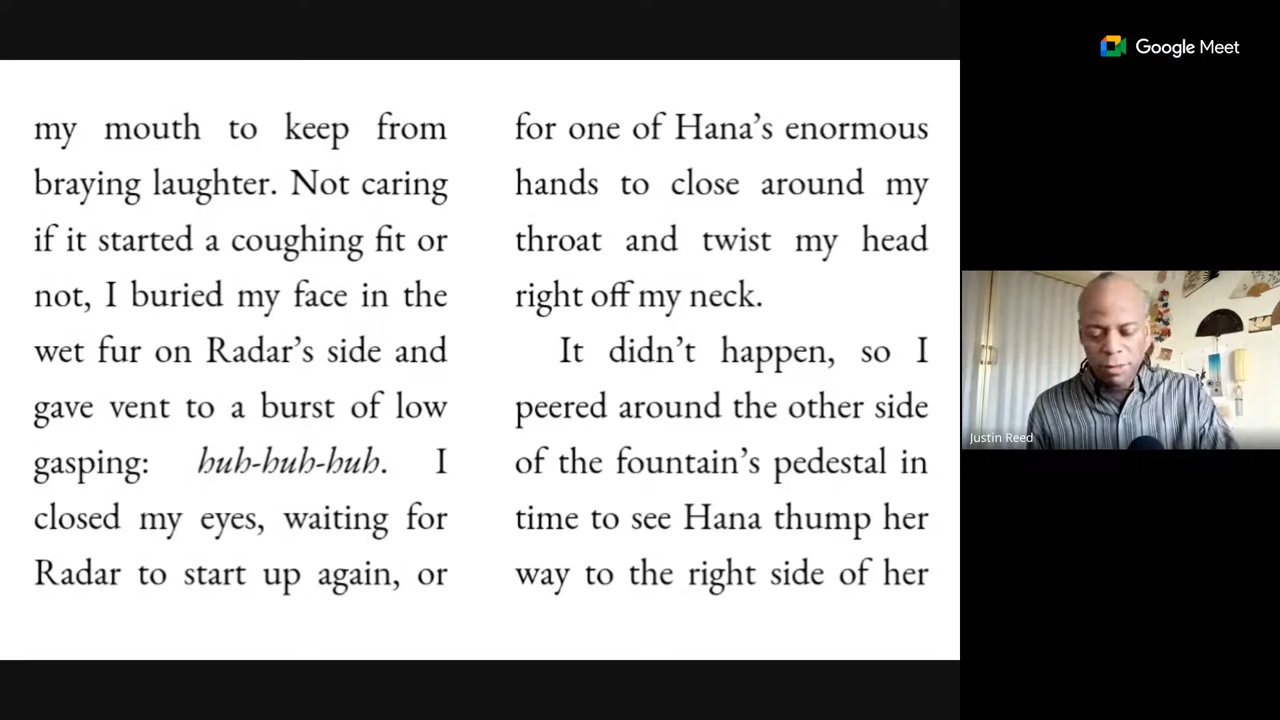 my mouth to keep from
braying laughter. Not caring
if it started a coughing fit or
not, I buried my face in the
wet fur on Radar’s side and
gave vent to a burst of low
gasping: huh-huh-huh. I
closed my eyes, waiting for
Radar to start up again, or
for one of Hana’s enormous
hands to close around my
throat and twist my head
right off my neck.
It didn’t happen, so I
peered around the other side
of the fountain’s pedestal in
time to see Hana thump her
way to the right side of her
Google Meet
Justin Reed